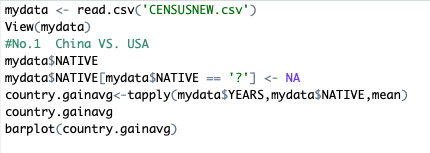 mydata <- read.csv('CENSUSNEW.csv')
View(mydata)
#No.1  China VS. USA
mydata$NATIVE
mydata$NATIVE[mydata$NATIVE == '?'] <- NA
country.gainavg<-tapply(mydata$YEARS,mydata$NATIVE,mean)
country.gainavg
barplot(country.gainavg)